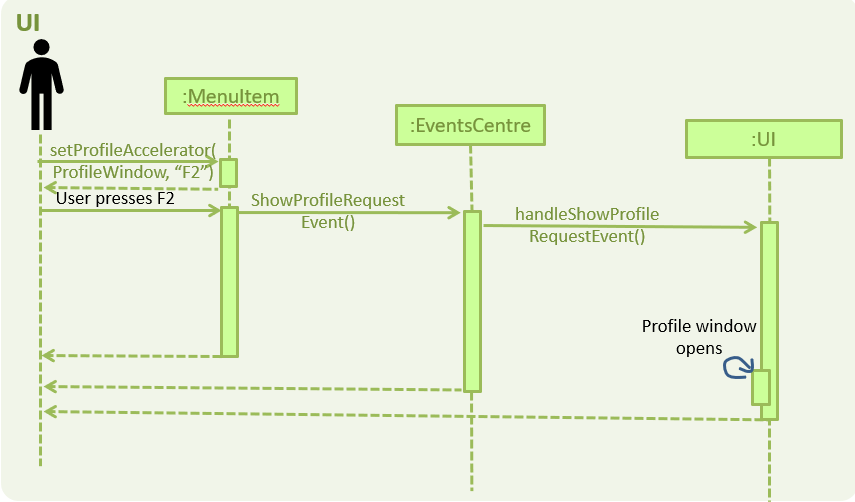 UI
:MenuItem
:EventsCentre
:UI
setProfileAccelerator(
ProfileWindow, “F2”)
User presses F2
ShowProfileRequest
Event()
handleShowProfile
RequestEvent()
Profile window
opens